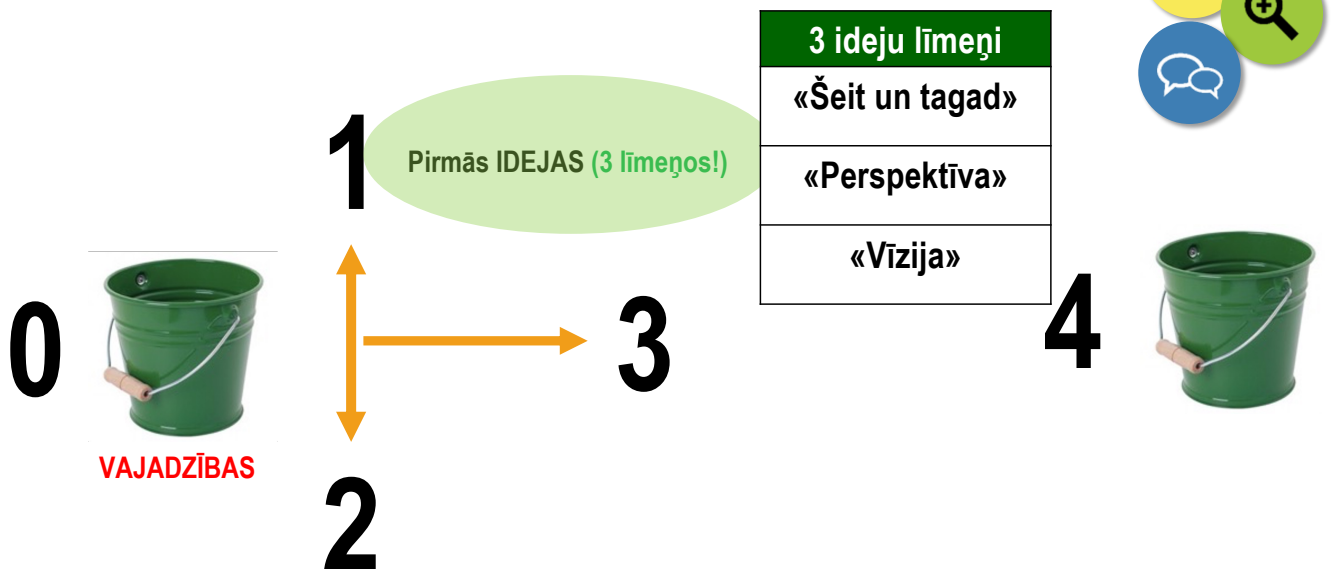 3 ideju līmeņi
«Šeit un tagad»
1
Pirmās IDEJAS (3 līmeņos!)
«Perspektīva»
«Vīzija»
0
3
4
VAJADZĪBAS
2